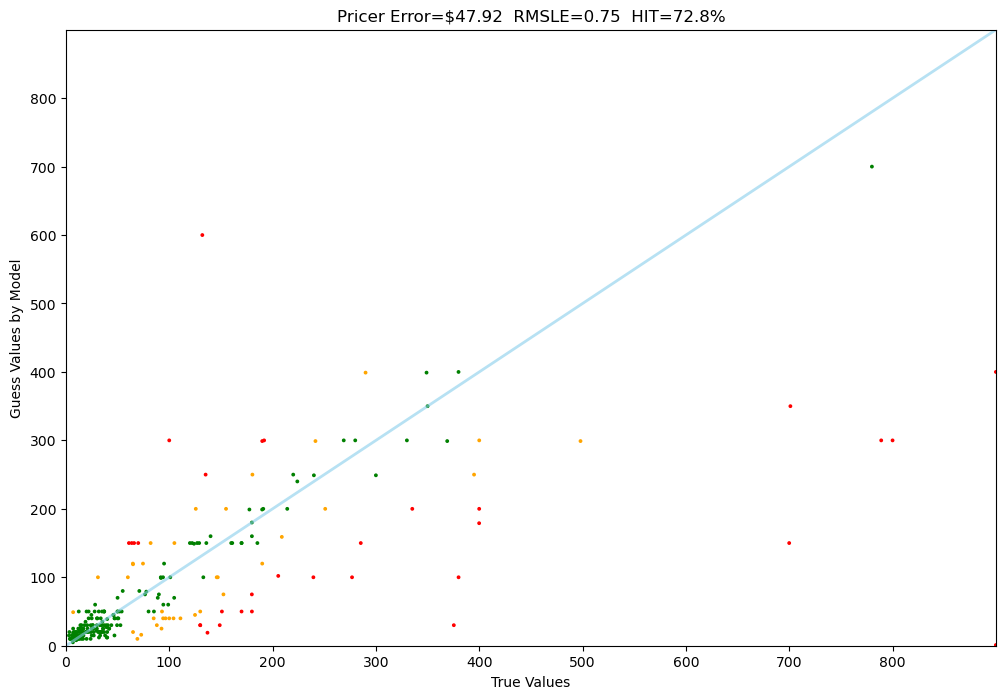 Pricer Error=$47.92  RMSLE=0.75  HIT=72.8%
Guess Values by Model
800
700
600
500
400
300
200
100
0
0 100 200 300 400 500 600 700 800
True Values